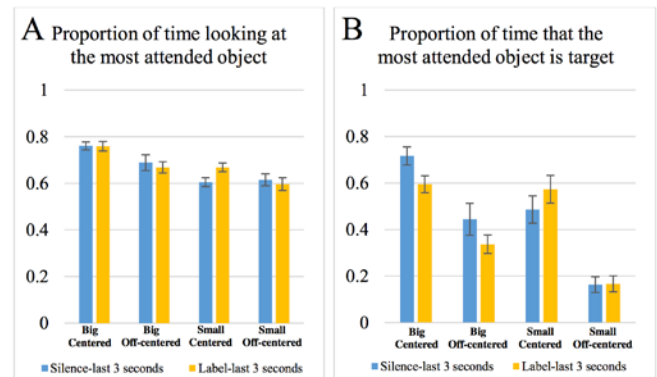 A Proportion of time looking at
the most attended object
1
0.8
0.6
0.4
0.2
0
Big
Centered
Big
Off-centered
Small
Centered
Small
Off-centered
Silence-last 3 seconds
Label-last 3 seconds
B Proportion of time that the
most attended object is target
1
0.8
0.6
0.4
0.2
0
Big
Centered
Big
Off-centered
Small
Centered
Small
Off-centered
Silence-last 3 seconds
Label-last 3 seconds